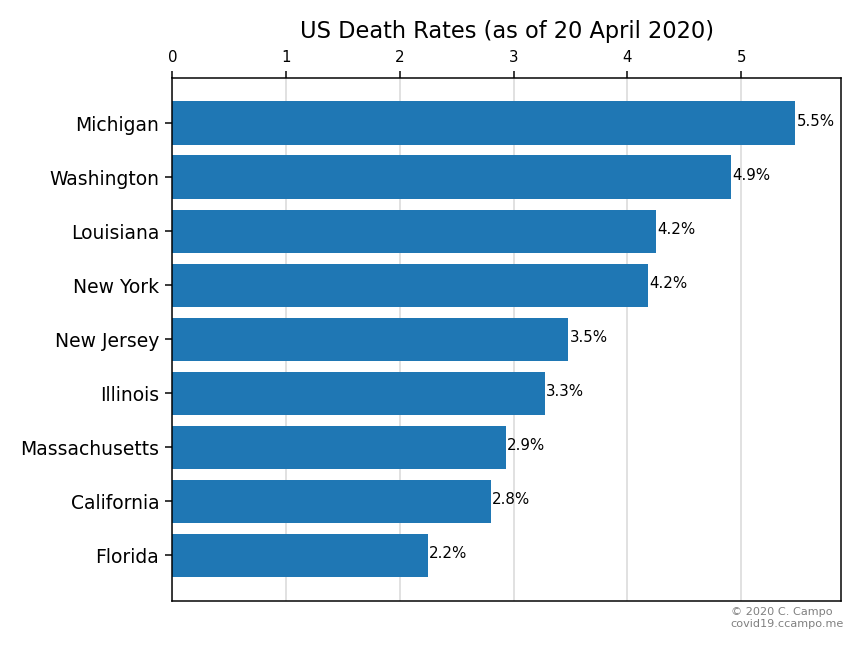 US Death Rates (as of 20 April 2020)
0 1 2 3 4 5
Michigan 5.5%
Washington 4.9%
Louisiana 4.2%
New York 4.2%
New Jersey 3.5%
Illinois 3.3%
Massachusetts 2.9%
California 2.8%
Florida 2.2%
© 2020 C. Campo
covid19.ccampo.me